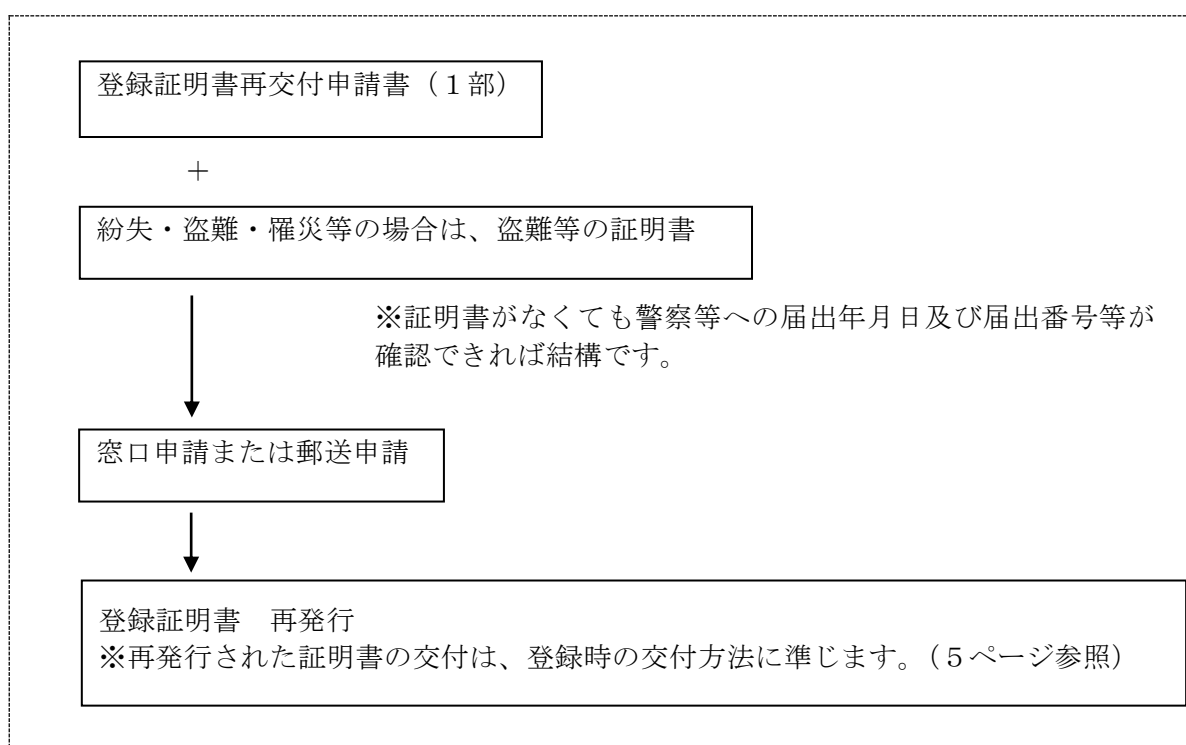 登録証明書再交付申請書（１部）
＋
紛失・盗難・罹災等の場合は、盗難等の証明書
※証明書がなくても警察等への届出年月日及び届出番号等が
確認できれば結構です。
窓口申請または郵送申請
登録証明書　再発行
※再発行された証明書の交付は、登録時の交付方法に準じます。（５ページ参照）